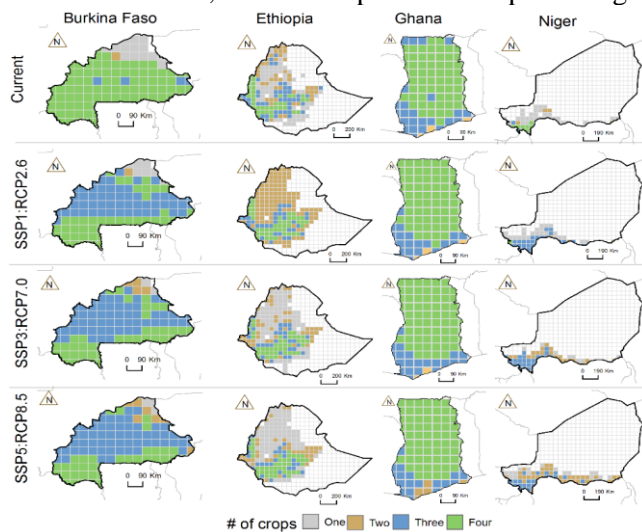 Burkina Faso Ethiopia Ghana Niger
Current
N N N N
0 90 Km
0 200 Km
0 90 Km
0 190 Km
SSP1:RCP2.6
N N N N
0 90 Km
0 200 Km
0 90 Km
0 190 Km
SSP3:RCP7.0
N N N N
0 90 Km
0 200 Km
0 90 Km
0 190 Km
SSP5:RCP8.5
N N N N
0 90 Km
0 200 Km
0 90 Km
0 190 Km
# of crops One Two Three Four